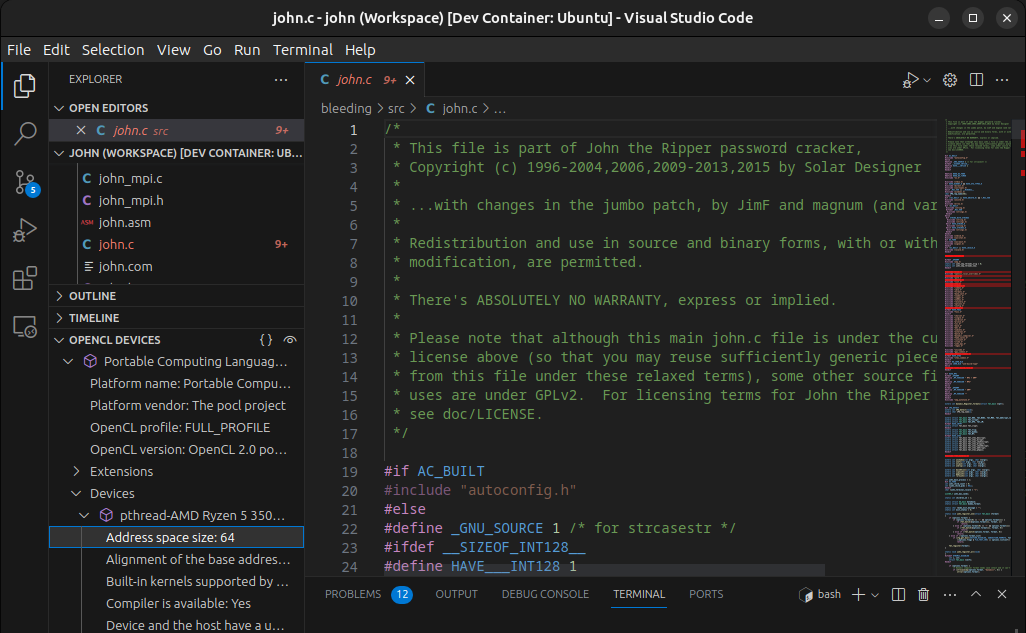 john.c - john (Workspace) [Dev Container: Ubuntu] - Visual Studio Code
File Edit Selection View Go Run Terminal Help
EXPLORER
OPEN EDITORS
john.c src 9+
JOHN (WORKSPACE) [DEV CONTAINER: UB...
C john_mpi.c
C john_mpi.h
ASM john.asm
C john.c 9+
john.com
OUTLINE
TIMELINE
OPENCL DEVICES {}
Portable Computing Languag...
Platform name: Portable Compu...
Platform vendor: The pocl project
OpenCL profile: FULL_PROFILE
OpenCL version: OpenCL 2.0 po...
Extensions
Devices
pthread-AMD Ryzen 5 350...
Address space size: 64
Alignment of the base addres...
Built-in kernels supported by ...
Compiler is available: Yes
Device and the host have a u...
5
C john.c 9+
bleeding > src > C john.c > ...
1 /*
2 * This file is part of John the Ripper password cracker,
3 * Copyright (c) 1996-2004,2006,2009-2013,2015 by Solar Designer
4 *
5 * ...with changes in the jumbo patch, by JimF and magnum (and var
6 *
7 * Redistribution and use in source and binary forms, with or with
8 * modification, are permitted.
9 *
10 * There's ABSOLUTELY NO WARRANTY, express or implied.
11 *
12 * Please note that although this main john.c file is under the cu
13 * license above (so that you may reuse sufficiently generic piece
14 * from this file under these relaxed terms), some other source fi
15 * uses are under GPLv2.  For licensing terms for John the Ripper
16 * see doc/LICENSE.
17 */
18
19 #if AC_BUILT
20 #include "autoconfig.h"
21 #else
22 #define _GNU_SOURCE 1 /* for strcasestr */
23 #ifdef __SIZEOF_INT128__
24 #define HAVE___INT128 1
PROBLEMS 12 OUTPUT DEBUG CONSOLE TERMINAL PORTS bash